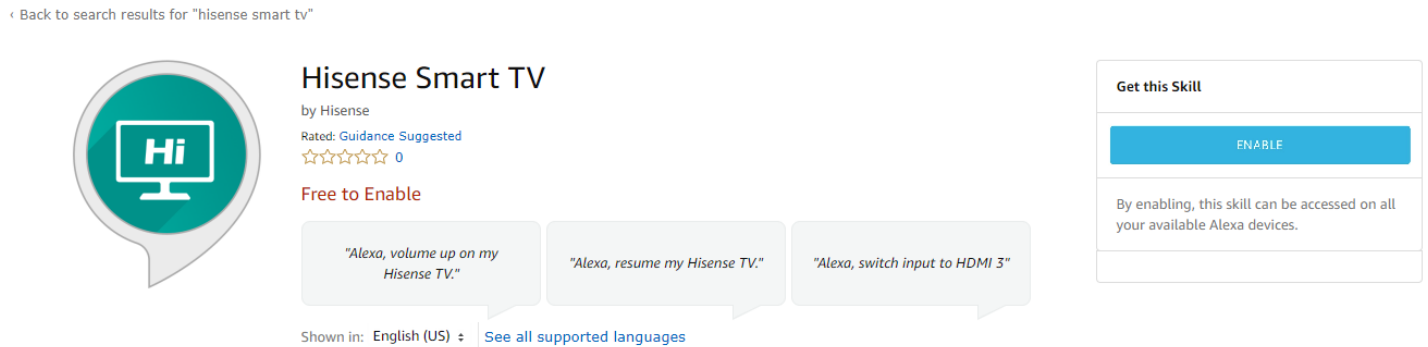 ‹ Back to search results for "hisense smart tv"
Hi
Hisense Smart TV
by Hisense
Rated: Guidance Suggested
0
Free to Enable
"Alexa, volume up on my
Hisense TV."
"Alexa, resume my Hisense TV."
"Alexa, switch input to HDMI 3"
Shown in: English (US) See all supported languages
Get this Skill
ENABLE
By enabling, this skill can be accessed on all
your available Alexa devices.